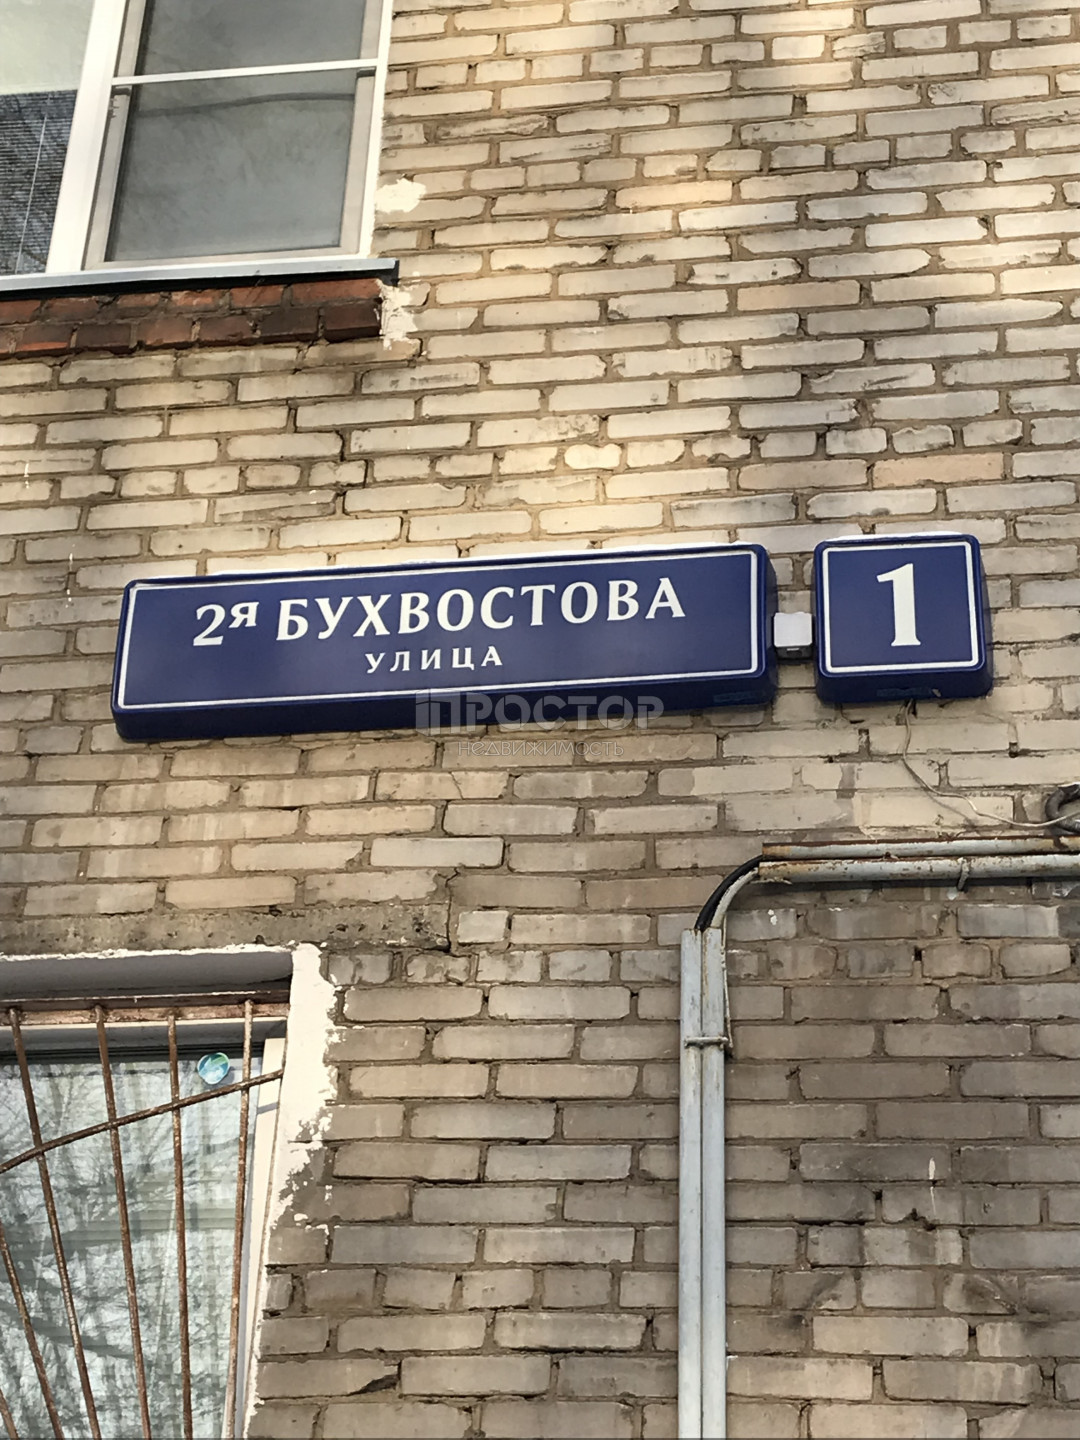 2я БУХВОСТОВА
УЛИЦА
1
ПРОСТОР
НЕДВИЖИМОСТЬ